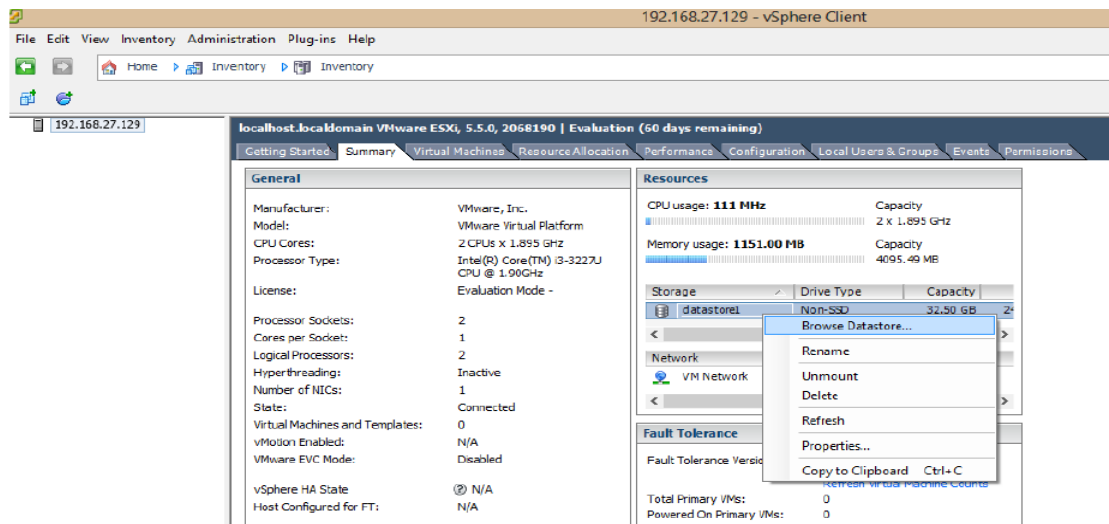 192.168.27.129 - vSphere Client
File Edit View Inventory Administration Plug-ins Help
Home Inventory Inventory
192.168.27.129
localhost.localdomain VMware ESXi, 5.5.0, 2068190 | Evaluation (60 days remaining)
Getting Started Summary Virtual Machines Resource Allocation Performance Configuration Local Users & Groups Events Permissions
General
Manufacturer: VMware, Inc.
Model: VMware Virtual Platform
CPU Cores: 2 CPUs x 1.895 GHz
Processor Type: Intel(R) Core(TM) i3-3227U
CPU @ 1.90GHz
License: Evaluation Mode -
Processor Sockets: 2
Cores per Socket: 1
Logical Processors: 2
Hyperthreading: Inactive
Number of NICs: 1
State: Connected
Virtual Machines and Templates: 0
vMotion Enabled: N/A
VMware EVC Mode: Disabled
vSphere HA State N/A
Host Configured for FT: N/A
Resources
CPU usage: 111 MHz Capacity
2 x 1.895 GHz
Memory usage: 1151.00 MB Capacity
4095.49 MB
Storage Drive Type Capacity
datastore1 Non-SSD 32.50 GB
Network
VM Network
Browse Datastore...
Rename
Unmount
Delete
Refresh
Properties...
Copy to Clipboard Ctrl+C
Fault Tolerance
Fault Tolerance Versio
Refresh Virtual Machine Counts
Total Primary VMs: 0
Powered On Primary VMs: 0